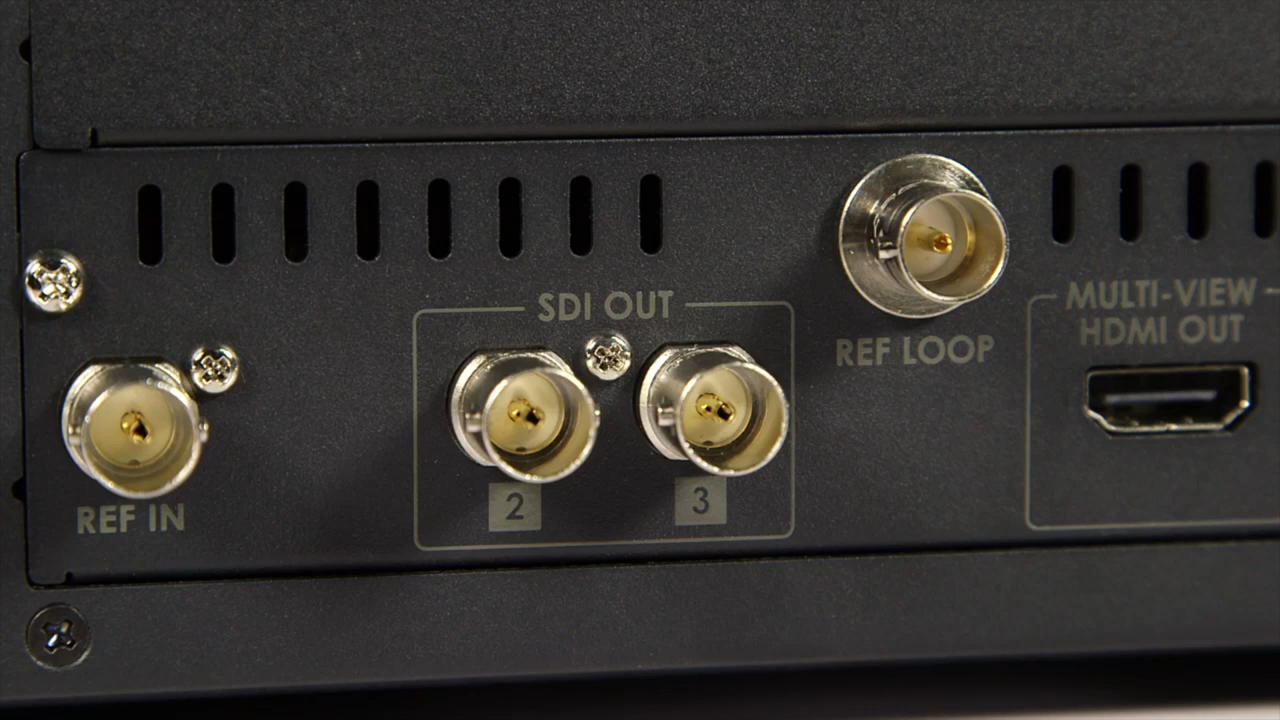 SDI OUT
MULTI-VIEW
HDMI OUT
REF LOOP
REF IN
2
3